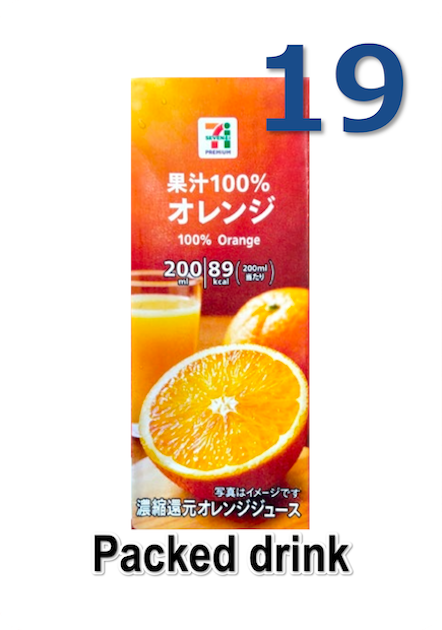 19
7i
SEVEN&i
PREMIUM
果汁100%
オレンジ
100% Orange
200ml 89kcal (200ml当たり)
写真はイメージです
濃縮還元オレンジジュース
Packed drink